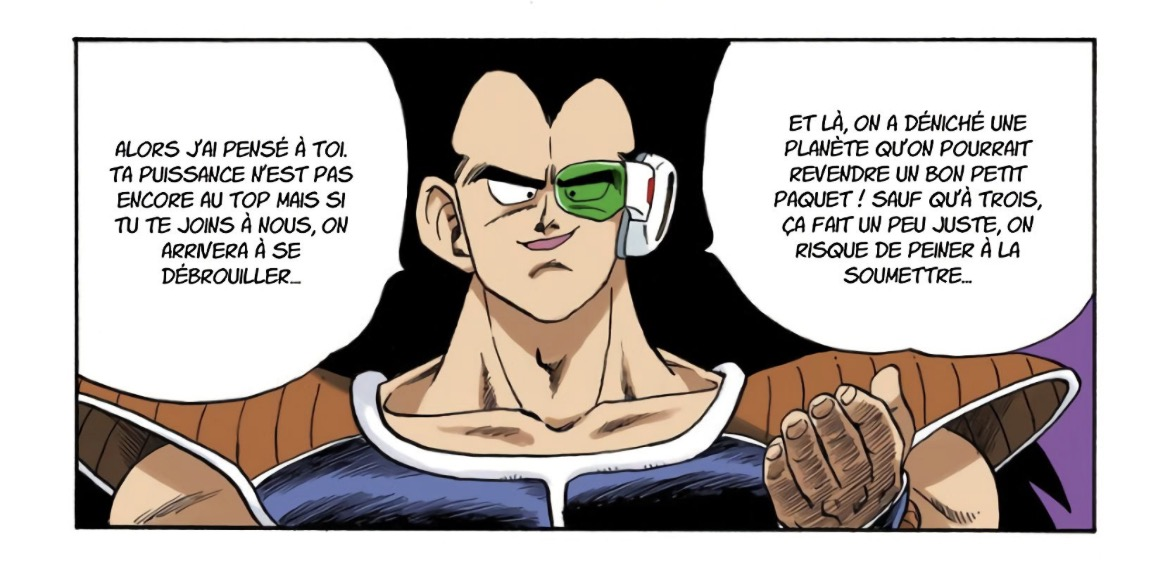 ET LÀ, ON A DÉNICHÉ UNE
PLANÈTE QU'ON POURRAIT
REVENDRE UN BON PETIT
PAQUET ! SAUF QU'À TROIS,
ÇA FAIT UN PEU JUSTE, ON
RISQUE DE PEINER À LA
SOUMETTRE...
ALORS J'AI PENSÉ À TOI.
TA PUISSANCE N'EST PAS
ENCORE AU TOP MAIS SI
TU TE JOINS À NOUS, ON
ARRIVERA À SE
DÉBROUILLER...